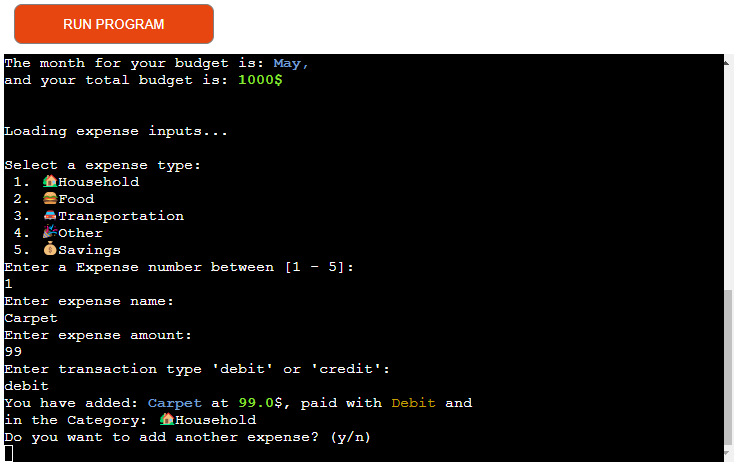 RUN PROGRAM
The month for your budget is: May,
and your total budget is: 1000$
Loading expense inputs...
Select a expense type:
1. 🏡Household
2. 🍔Food
3. 🚙Transportation
4. 🎉Other
5. 💰Savings
Enter a Expense number between [1 - 5]:
1
Enter expense name:
Carpet
Enter expense amount:
99
Enter transaction type 'debit' or 'credit':
debit
You have added: Carpet at 99.0$, paid with Debit and
in the Category: 🏡Household
Do you want to add another expense? (y/n)